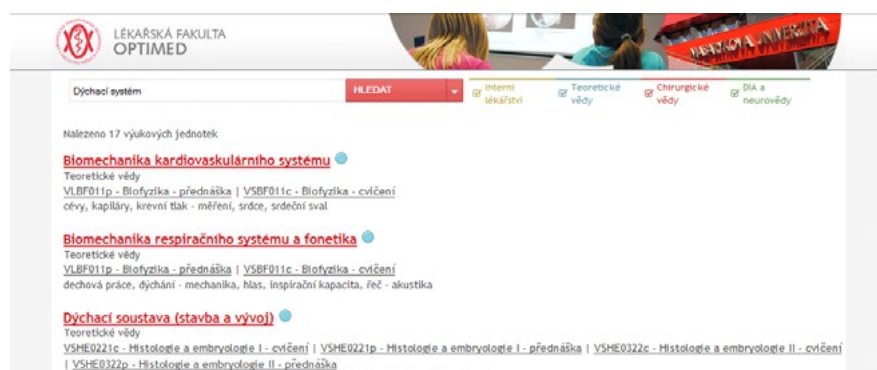 LÉKAŘSKÁ FAKULTA
OPTIMED
MASARYKOVA UNIVERZITA
Dýchací systém
HLEDAT
Interní lékářství
Teoretické vědy
Chirurgické vědy
DIA a neurovědy
Nalezeno 17 výukových jednotek
Biomechanika kardiovaskulárního systému
Teoretické vědy
VLBF011p - Biofyzika - přednáška | VSBF011c - Biofyzika - cvičení
cévy, kapiláry, krevní tlak - měření, srdce, srdeční sval
Biomechanika respiračního systému a fonetika
Teoretické vědy
VLBF011p - Biofyzika - přednáška | VSBF011c - Biofyzika - cvičení
dechová práce, dýchání - mechanika, hlas, inspirační kapacita, řeč - akustika
Dýchací soustava (stavba a vývoj)
Teoretické vědy
VSHE0221c - Histologie a embryologie I - cvičení | VSHE0221p - Histologie a embryologie I - přednáška | VSHE0322c - Histologie a embryologie II - cvičení
| VSHE0322p - Histologie a embryologie II - přednáška